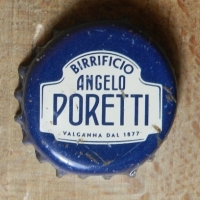 BIRRIFICIO
ANGELO
PORETTI
VALGANNA DAL 1877